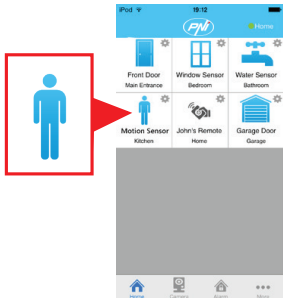 iPod 19:12
PNI
Home
Front Door Window Sensor Water Sensor
Main Entrance Bedroom Bathroom
Motion Sensor John's Remote Garage Door
Kitchen Home Garage
Home Camera Alarm More